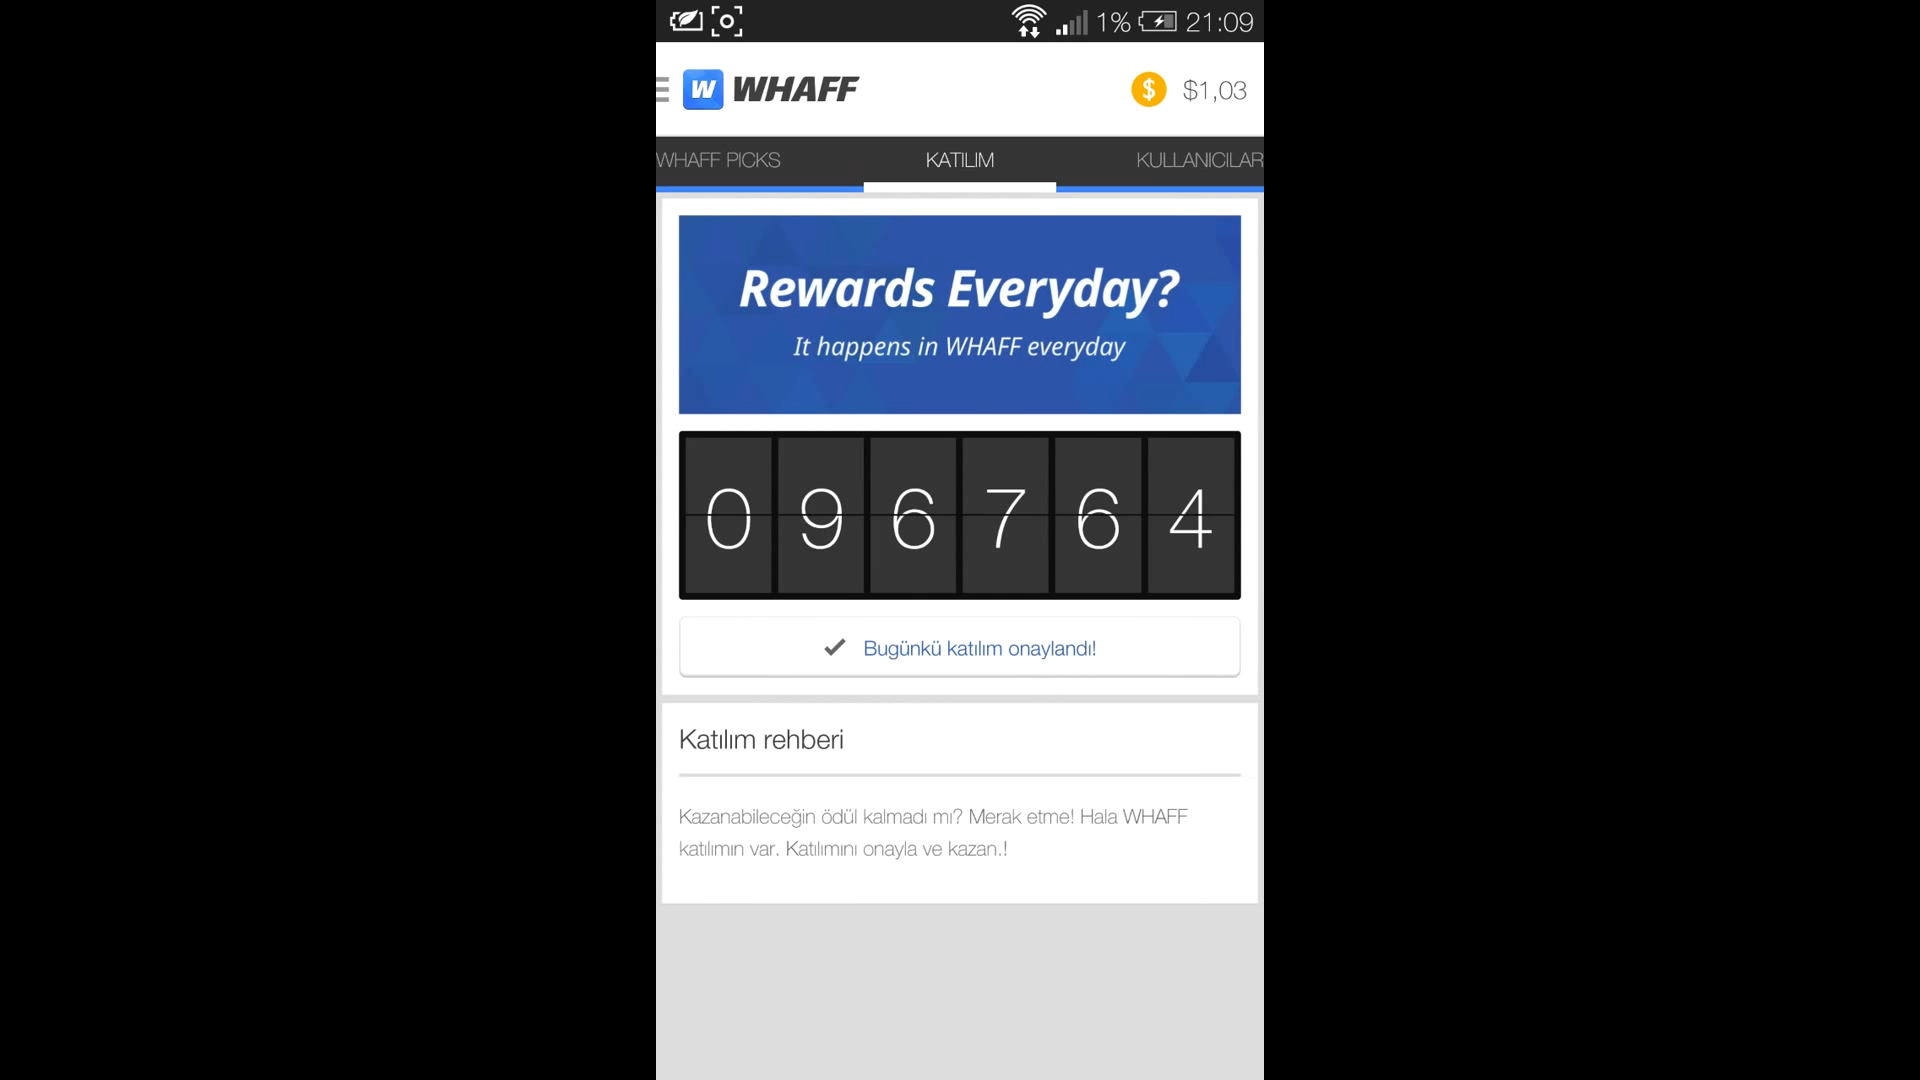 1% 21:09
W WHAFF $ $1,03
WHAFF PICKS KATILIM KULLANICILAR
Rewards Everyday?
It happens in WHAFF everyday
0 9 6 7 6 4
Bugünkü katılım onaylandı!
Katılım rehberi
Kazanabileceğin ödül kalmadı mı? Merak etme! Hala WHAFF
katılımın var. Katılımını onayla ve kazan.!